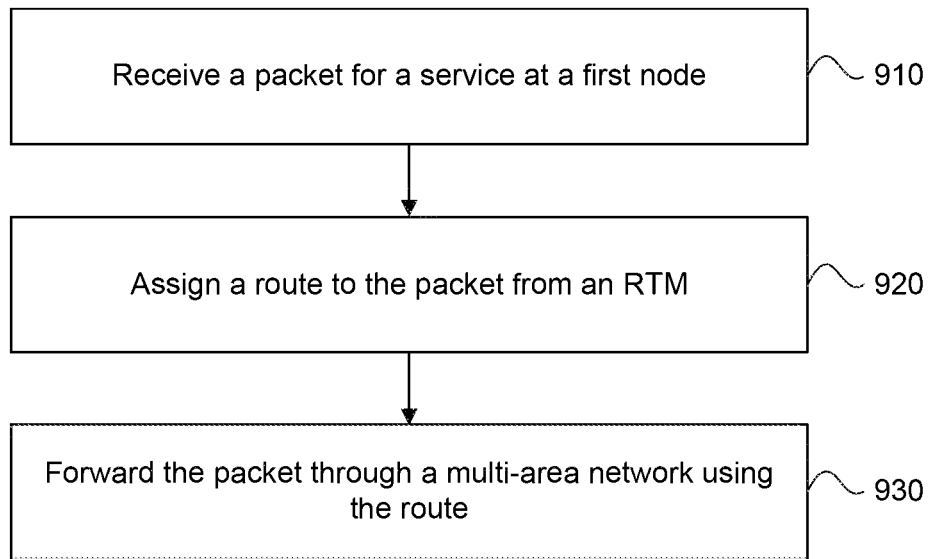 Receive a packet for a service at a first node
910
Assign a route to the packet from an RTM
920
Forward the packet through a multi-area network using
the route
930